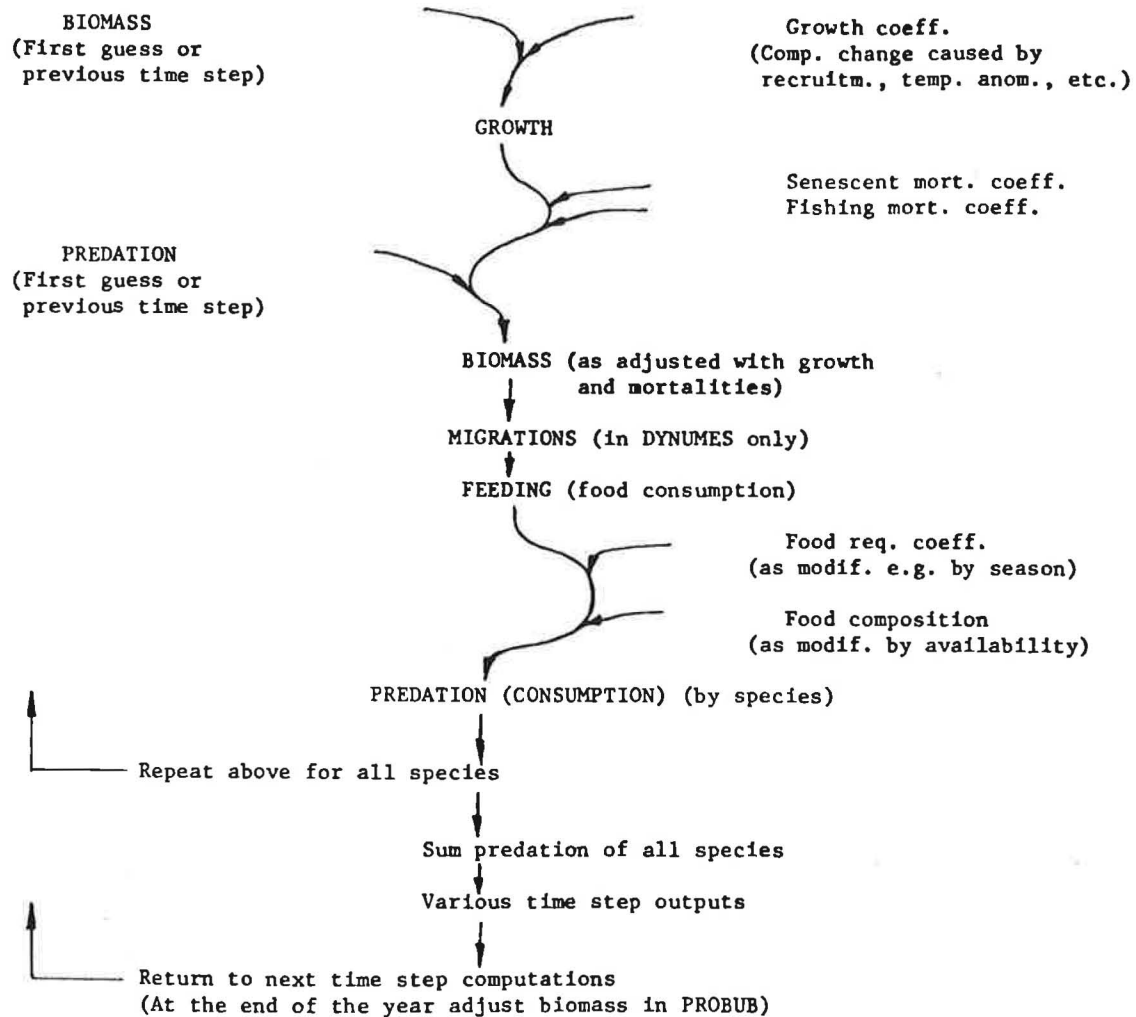 BIOMASS
(First guess or
previous time step)
Growth coeff.
(Comp. change caused by
recruitm., temp. anom., etc.)
GROWTH
Senescent mort. coeff.
Fishing mort. coeff.
PREDATION
(First guess or
previous time step)
BIOMASS (as adjusted with growth
and mortalities)
MIGRATIONS (in DYNUMES only)
FEEDING (food consumption)
Food req. coeff.
(as modif. e.g. by season)
Food composition
(as modif. by availability)
PREDATION (CONSUMPTION) (by species)
Repeat above for all species
Sum predation of all species
Various time step outputs
Return to next time step computations
(At the end of the year adjust biomass in PROBUB)